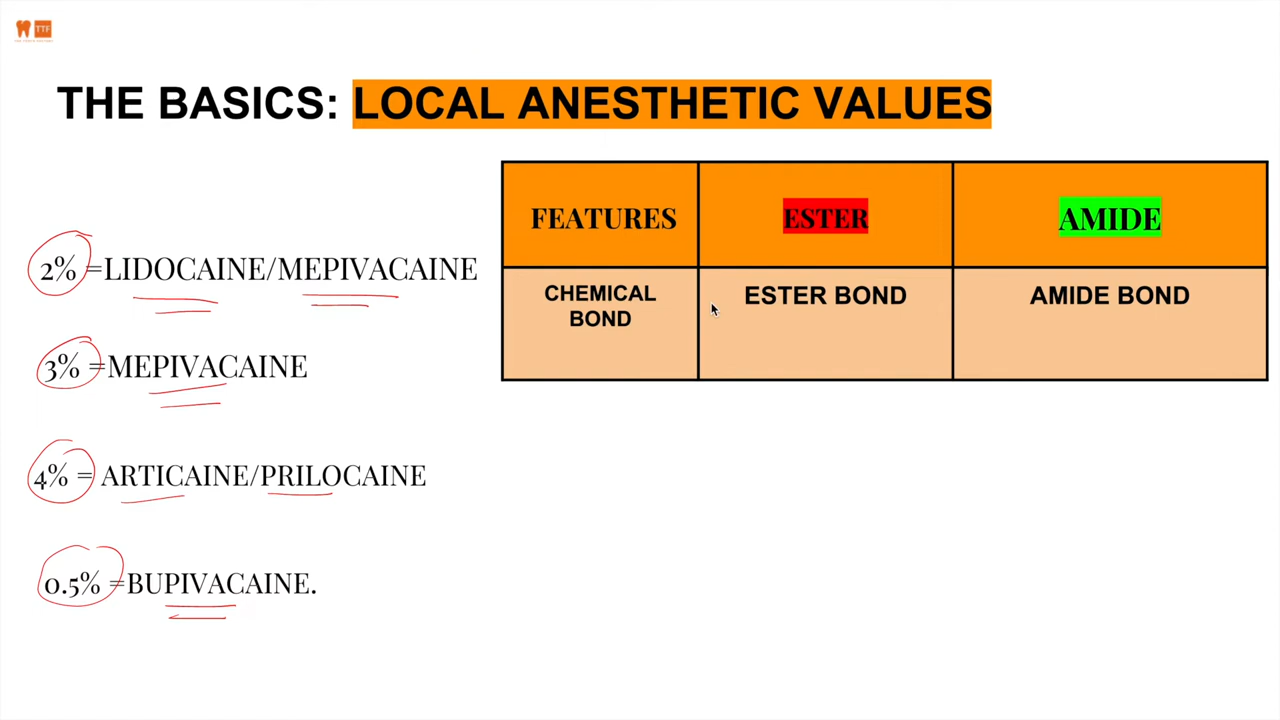 TTF
THE BASICS: LOCAL ANESTHETIC VALUES
2% =LIDOCAINE/MEPIVACAINE
3% =MEPIVACAINE
4% = ARTICAINE/PRILOCAINE
0.5% =BUPIVACAINE.
FEATURES
ESTER
AMIDE
CHEMICAL
BOND
ESTER BOND
AMIDE BOND